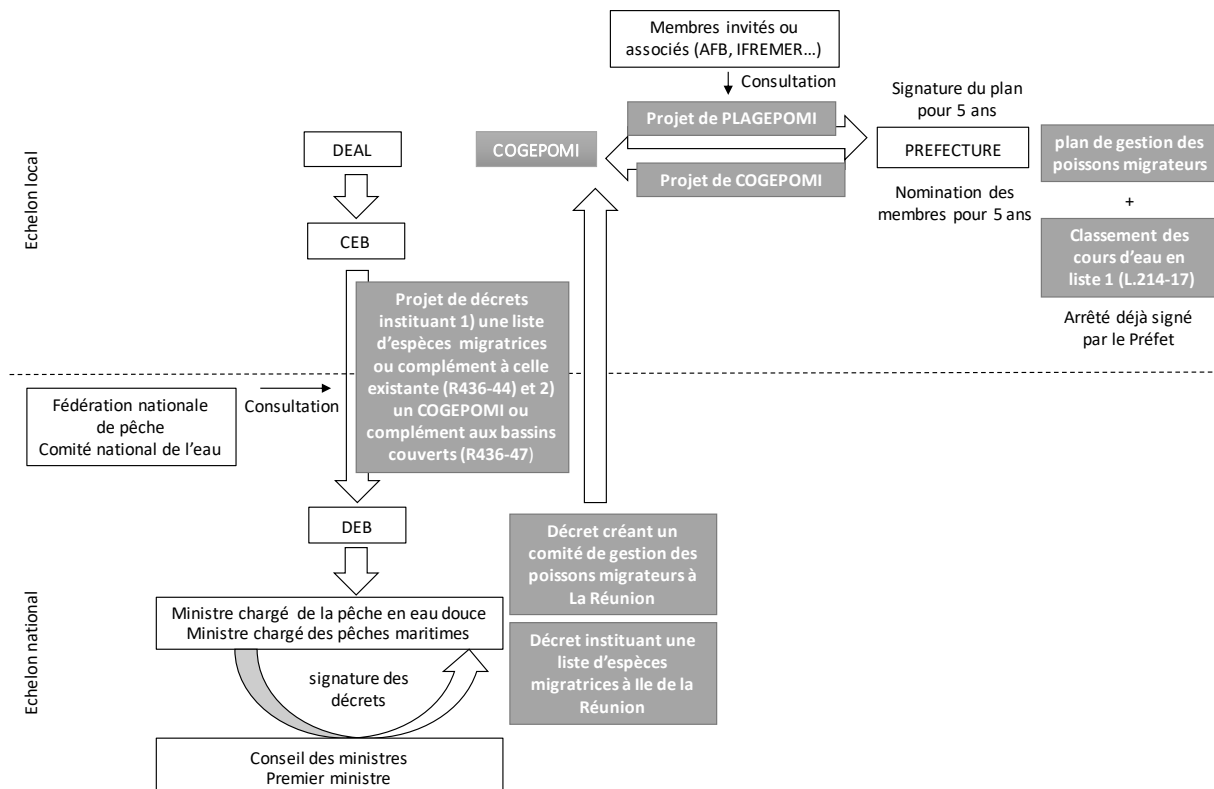 Membres invités ou
associés (AFB, IFREMER…)
Consultation
Echelon local
DEAL
CEB
COGEPOMI
Projet de PLAGEPOMI
Projet de COGEPOMI
Signature du plan
pour 5 ans
PREFECTURE
Nomination des
membres pour 5 ans
plan de gestion des
poissons migrateurs
+
Classement des
cours d’eau en
liste 1 (L.214-17)
Arrêté déjà signé
par le Préfet
Projet de décrets
instituant 1) une liste
d’espèces migratrices
ou complément à celle
existante (R436-44) et 2)
un COGEPOMI ou
complément aux bassins
couverts (R436-47)
Fédération nationale
de pêche
Comité national de l’eau
Consultation
Echelon national
DEB
Ministre chargé de la pêche en eau douce
Ministre chargé des pêches maritimes
signature des
décrets
Conseil des ministres
Premier ministre
Décret créant un
comité de gestion des
poissons migrateurs à
La Réunion
Décret instituant une
liste d’espèces
migratrices à Ile de la
Réunion